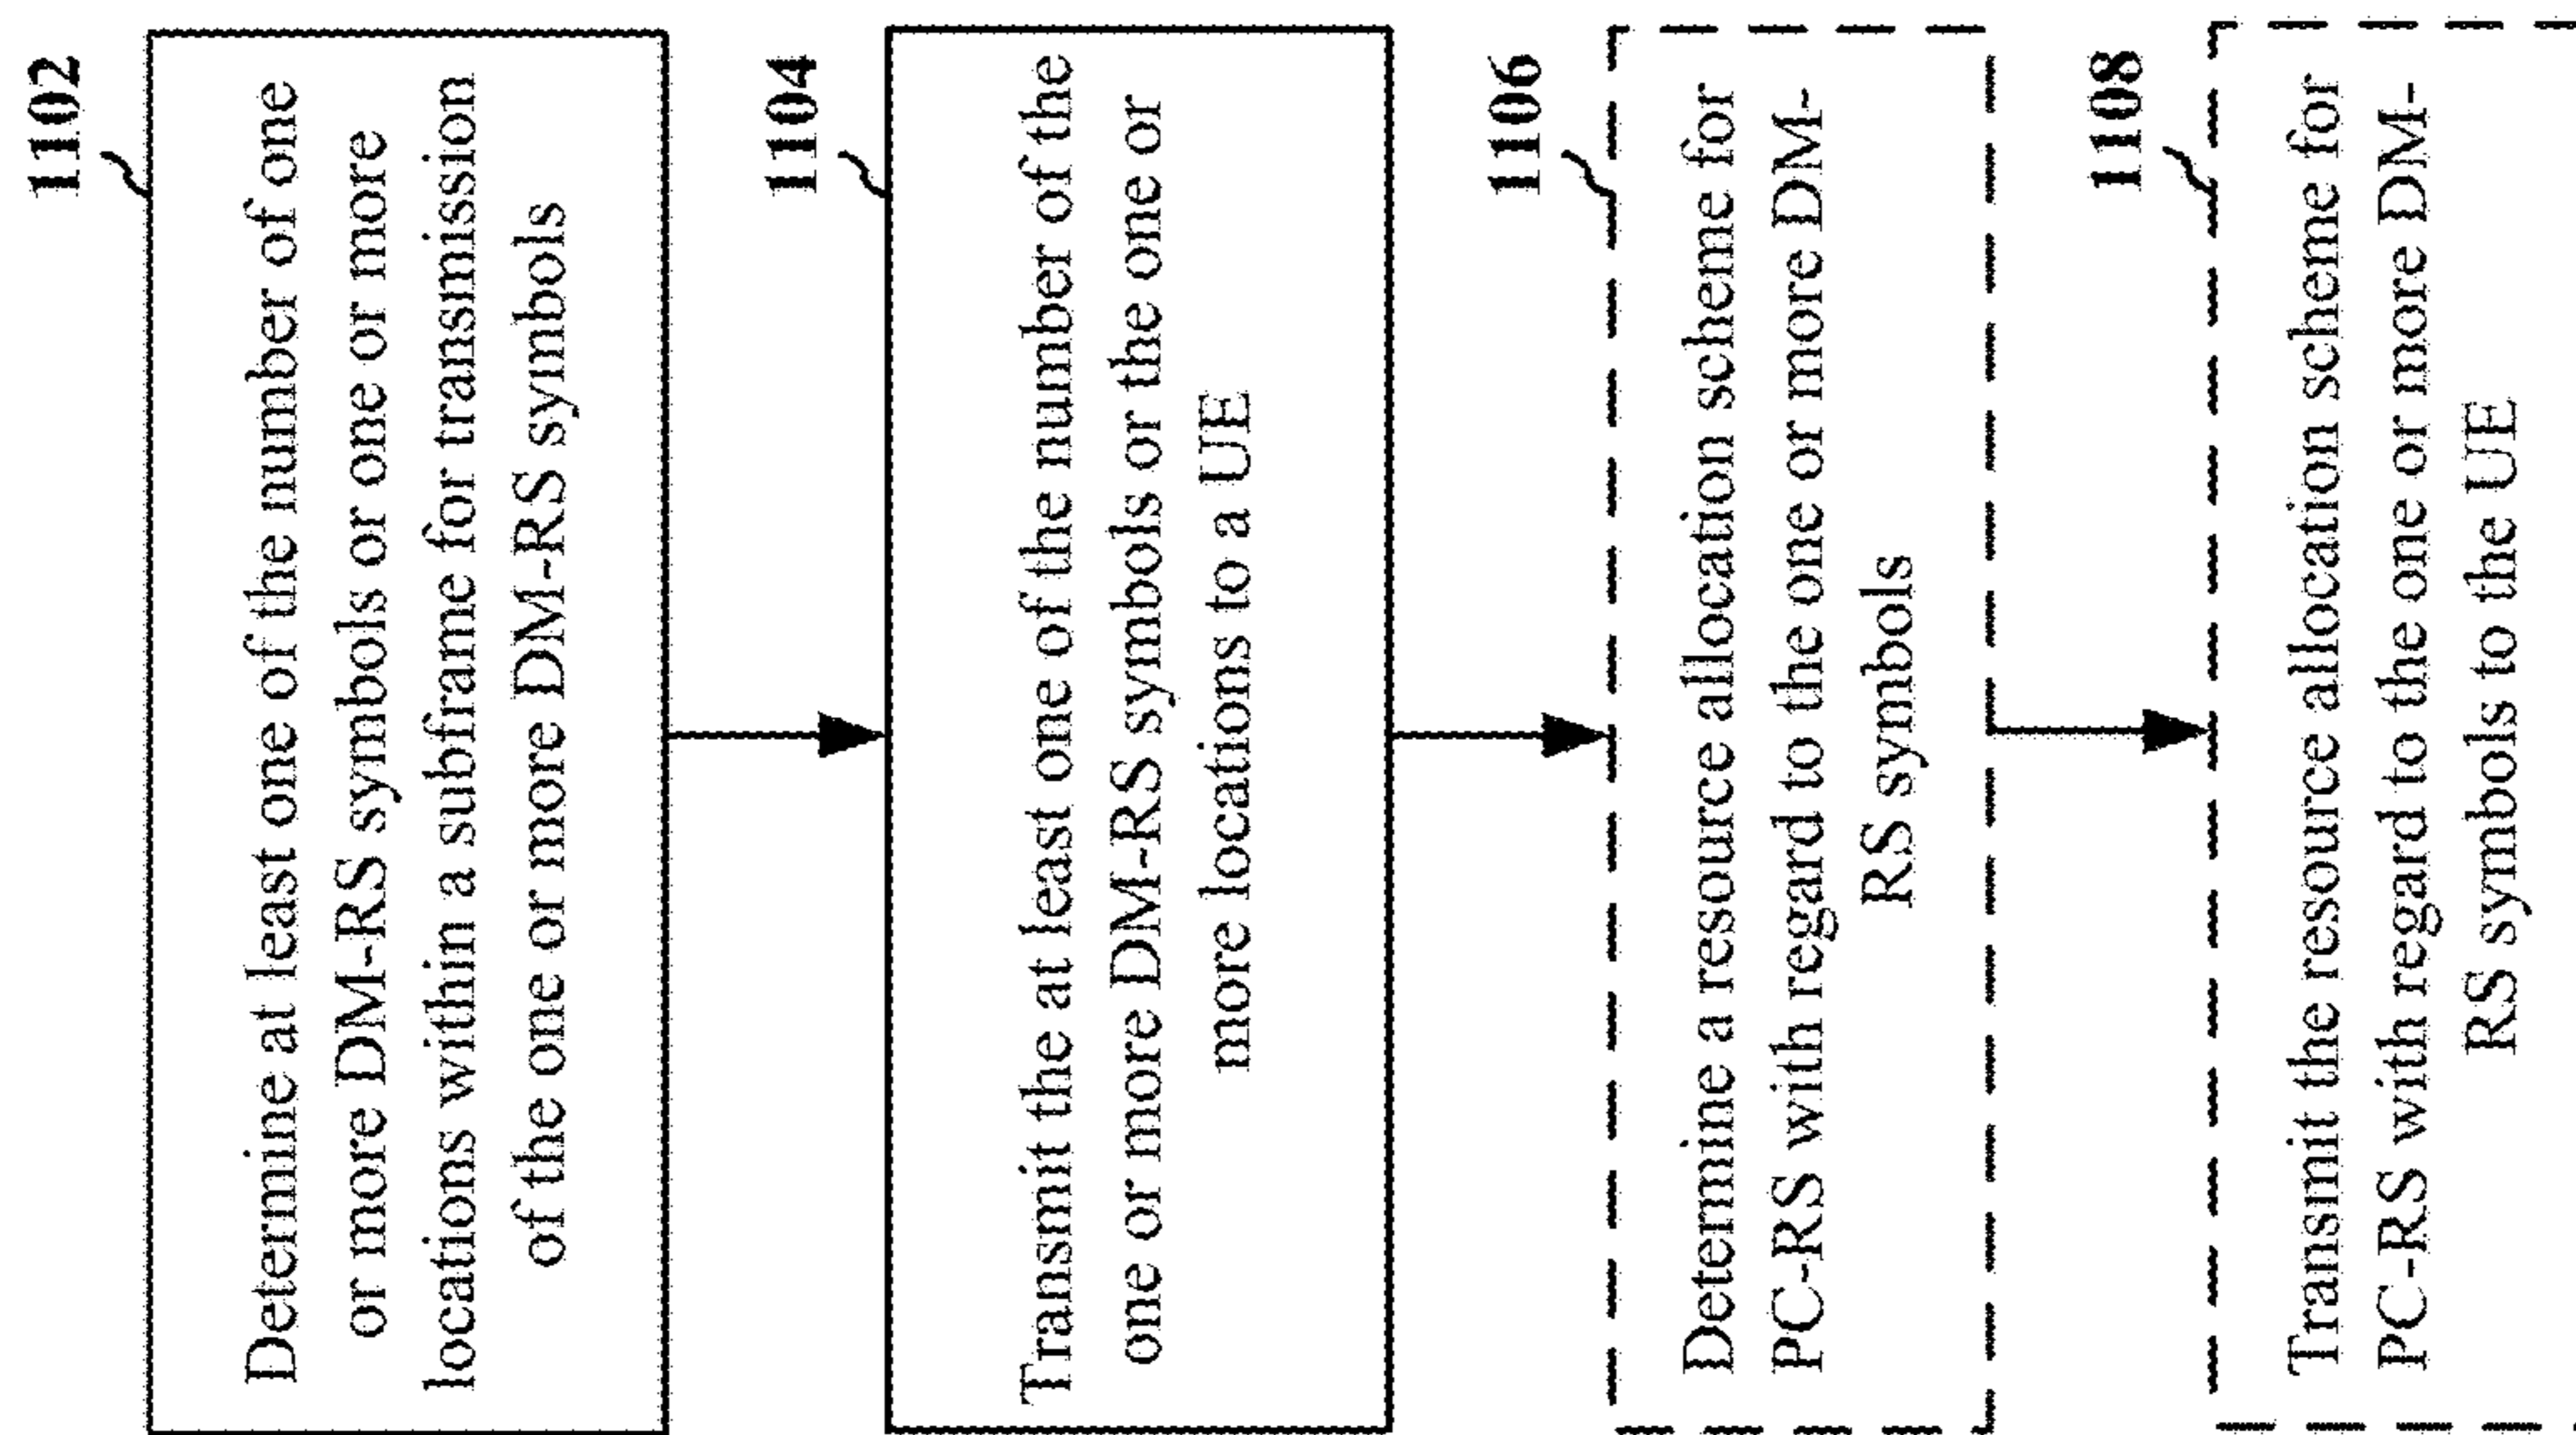 1102
Determine at least one of the number of one
or more DM-RS symbols or one or more
locations within a subframe for transmission
of the one or more DM-RS symbols
1104
Transmit the at least one of the number of the
one or more DM-RS symbols or the one or
more locations to a UE
1106
Determine a resource allocation scheme for
PC-RS with regard to the one or more DM-
RS symbols
1108
Transmit the resource allocation scheme for
PC-RS with regard to the one or more DM-
RS symbols to the UE